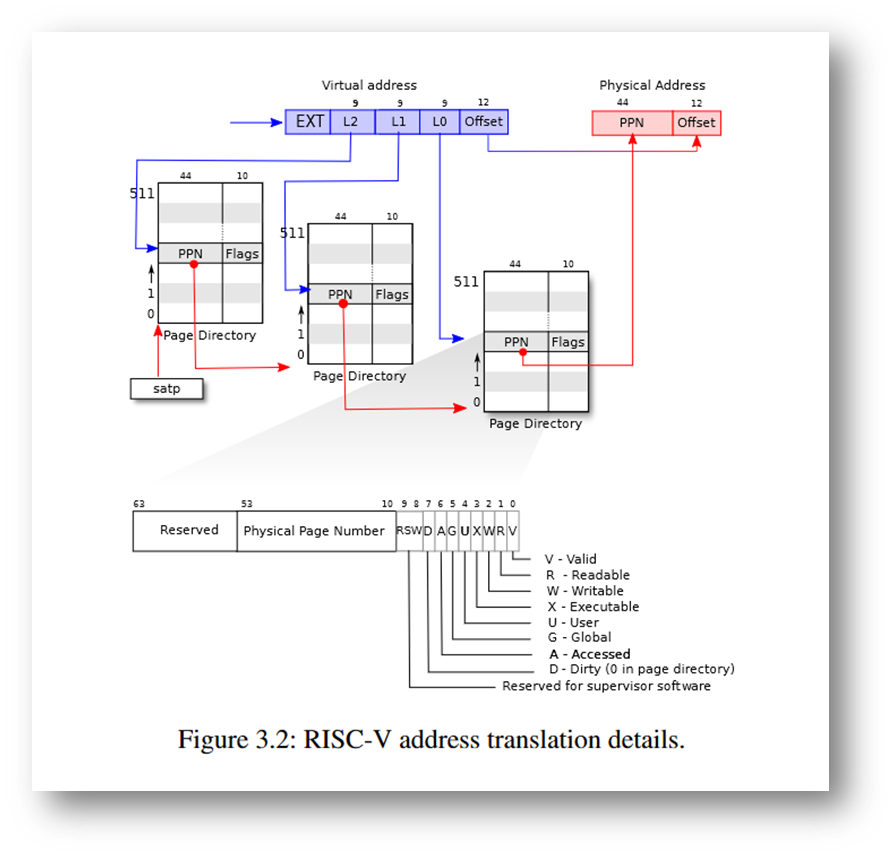 Virtual address Physical Address
9 9 9 12 44 12
EXT L2 L1 L0 Offset PPN Offset
44 10
511
PPN Flags
1
0
Page Directory
satp
44 10
511
PPN Flags
1
0
Page Directory
44 10
511
PPN Flags
1
0
Page Directory
63 53 10 9 8 7 6 5 4 3 2 1 0
Reserved Physical Page Number RSW D A G U X W R V
V - Valid
R - Readable
W - Writable
X - Executable
U - User
G - Global
A - Accessed
D - Dirty (0 in page directory)
Reserved for supervisor software
Figure 3.2: RISC-V address translation details.